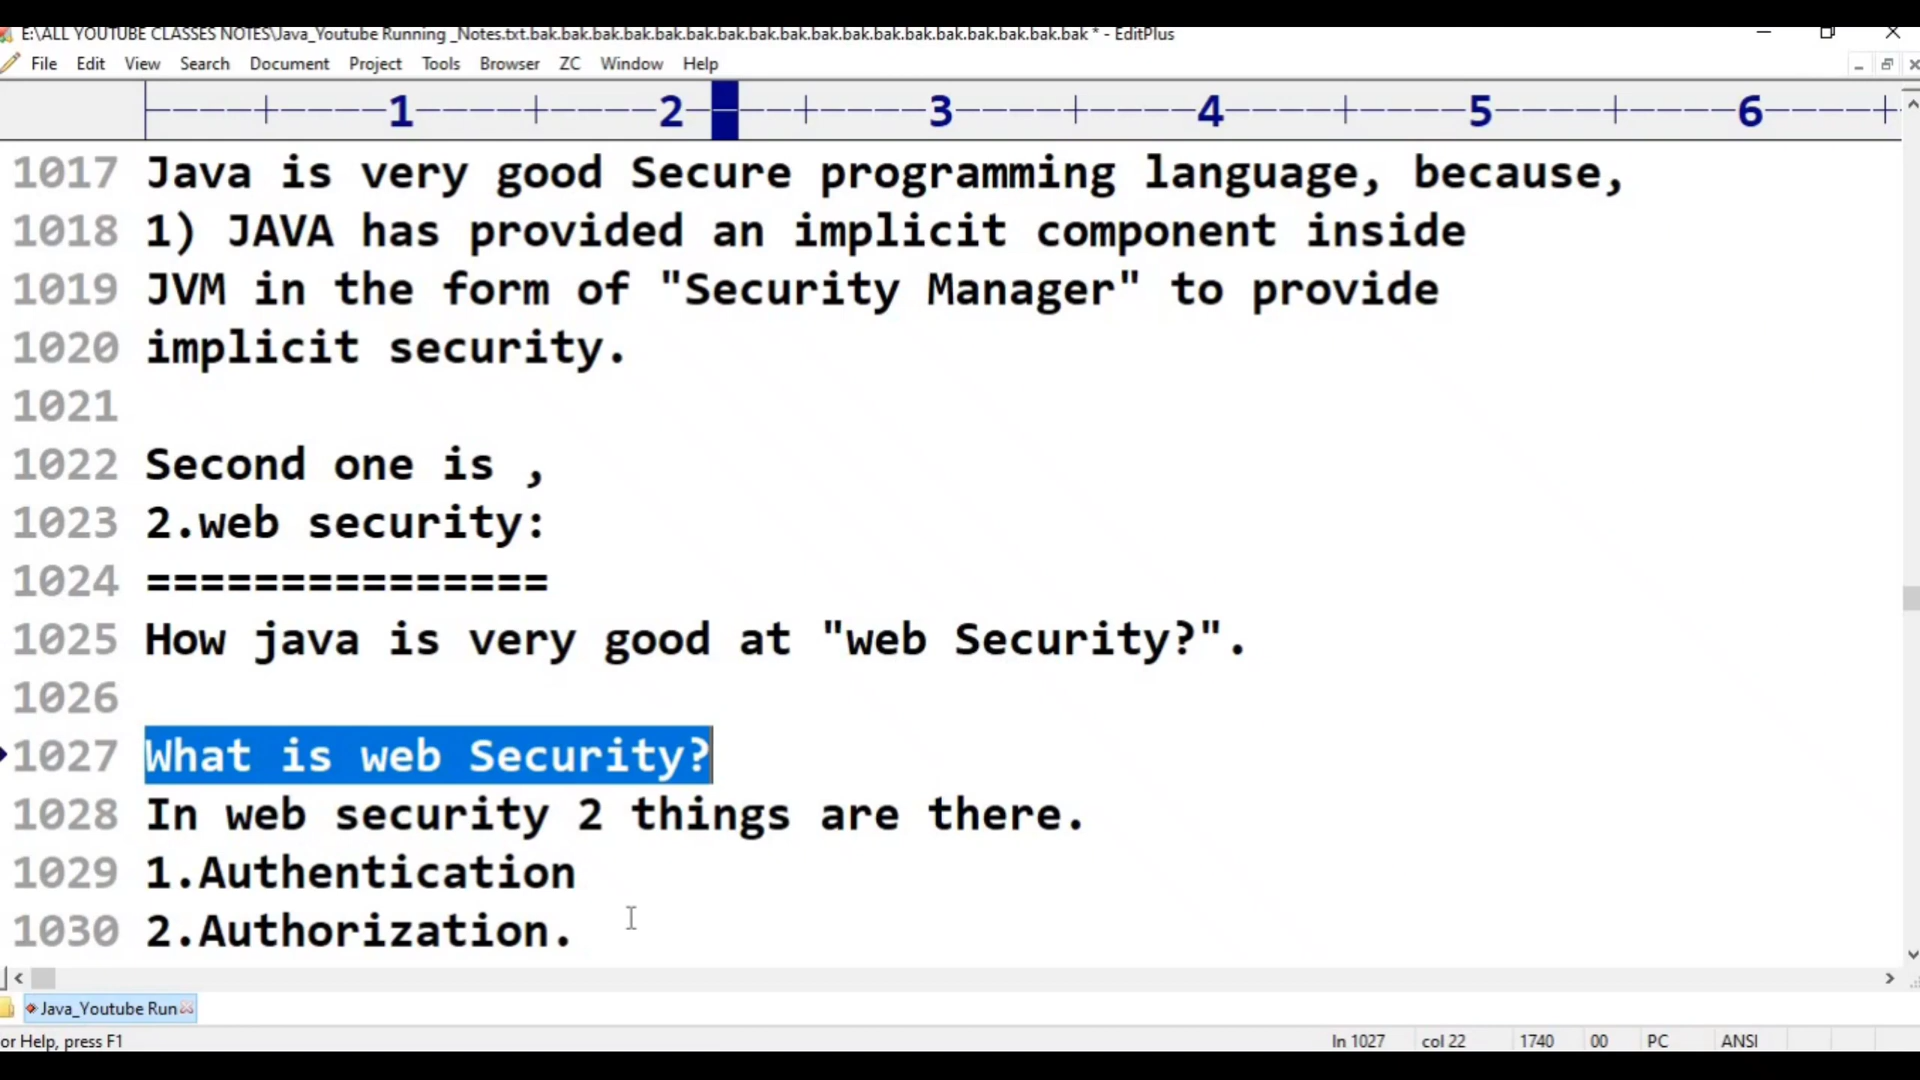 E:\ALL YOUTUBE CLASSES NOTES\Java_Youtube Running _Notes.txt.bak.bak.bak.bak.bak.bak.bak.bak.bak.bak.bak.bak.bak.bak.bak.bak.bak.bak * - EditPlus
File Edit View Search Document Project Tools Browser ZC Window Help
1 2 3 4 5 6
1017 Java is very good Secure programming language, because,
1018 1) JAVA has provided an implicit component inside
1019 JVM in the form of "Security Manager" to provide
1020 implicit security.
1021
1022 Second one is ,
1023 2.web security:
1024 ===============
1025 How java is very good at "web Security?".
1026
1027 What is web Security?
1028 In web security 2 things are there.
1029 1.Authentication
1030 2.Authorization.
Java_Youtube Run
or Help, press F1 ln 1027 col 22 1740 00 PC ANSI